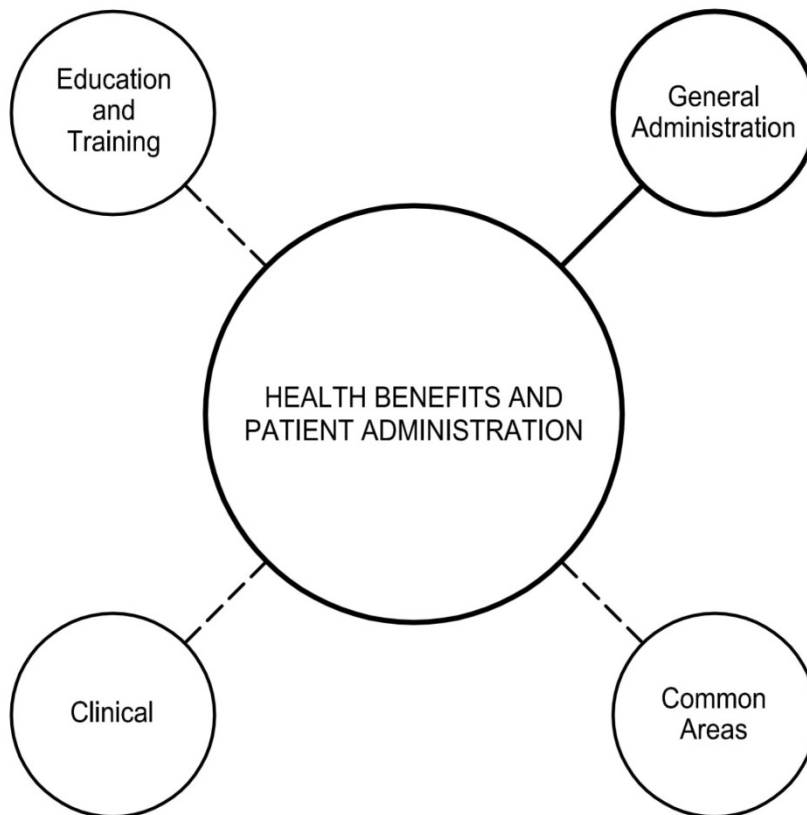 Education
and
Training
General
Administration
HEALTH BENEFITS AND
PATIENT ADMINISTRATION
Clinical
Common
Areas